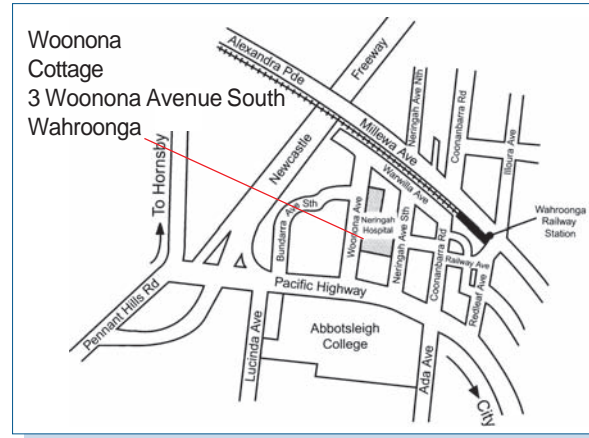 Woonona
Cottage
3 Woonona Avenue South
Wahroonga
Alexandra Pde
Freeway
Newcastle
Millewa Ave
Neringah Ave Nth
Coonanbarra Rd
Illoura Ave
Warwilla Ave
To Hornsby
Bundarra Ave Sth
Woonona Ave
Neringah
Hospital
Neringah Ave Sth
Coonanbarra Rd
Wahroonga
Railway
Station
Railway Ave
Redleaf Ave
Pacific Highway
Pennant Hills Rd
Lucinda Ave
Abbotsleigh
College
Ada Ave
City